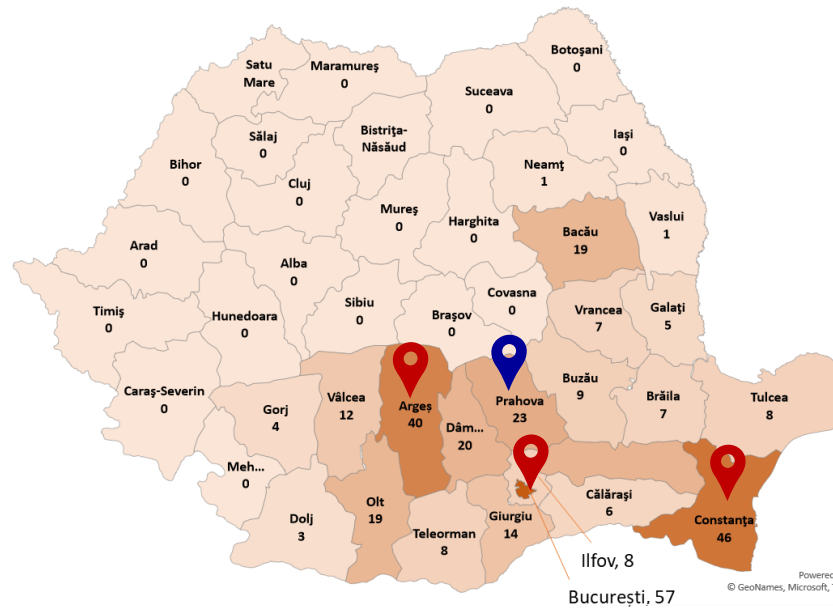 Botoşani
0
Satu
Mare
0
Maramureş
0
Suceava
0
Iaşi
0
Sălaj
0
Bistriţa-
Năsăud
Bihor
0
Neamţ
1
Cluj
0
Mureş
0
Harghita
0
Bacău
19
Vaslui
1
Arad
0
Alba
0
Timiş
0
Hunedoara
0
Sibiu
0
Braşov
0
Covasna
0
Vrancea
7
Galaţi
5
Caraş-Severin
0
Gorj
4
Vâlcea
12
Argeș
40
Dâm...
20
Prahova
23
Buzău
9
Brăila
7
Tulcea
8
Meh...
0
Olt
19
Dolj
3
Teleorman
8
Giurgiu
14
Călăraşi
6
Constanţa
46
Ilfov, 8
Bucureşti, 57
Powered
© GeoNames, Microsoft,